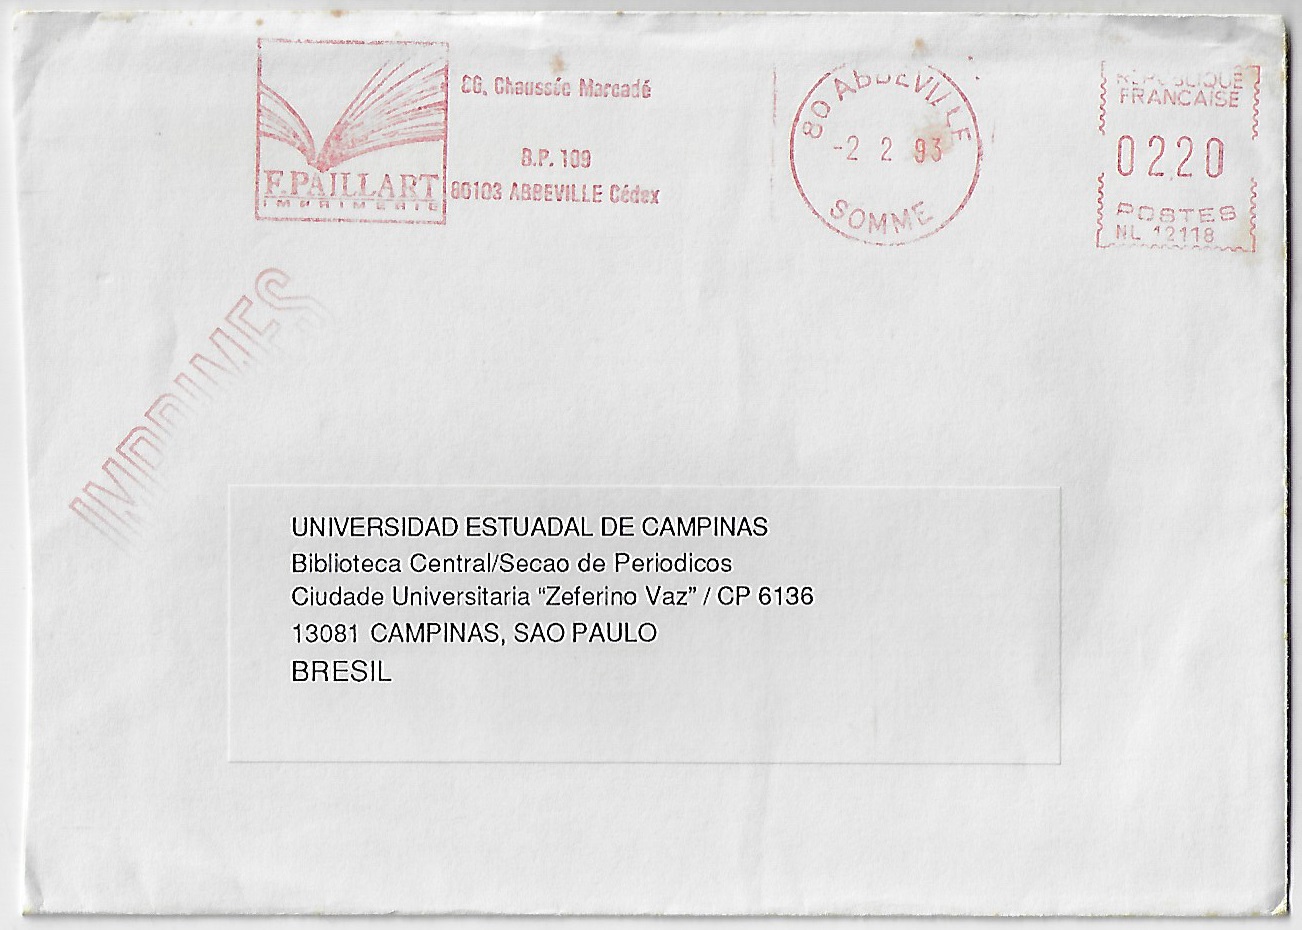 86, Chaussée Marcadé
B.P. 109
80103 ABBEVILLE Cédex
F. PAILLART
IMPRIMERIE
80 ABBEVILLE
-2 2 93
SOMME
REPUBLIQUE
FRANCAISE
0220
POSTES
NL 12118
IMPRIMES
UNIVERSIDAD ESTUADAL DE CAMPINAS
Biblioteca Central/Secao de Periodicos
Ciudade Universitaria “Zeferino Vaz” / CP 6136
13081 CAMPINAS, SAO PAULO
BRESIL